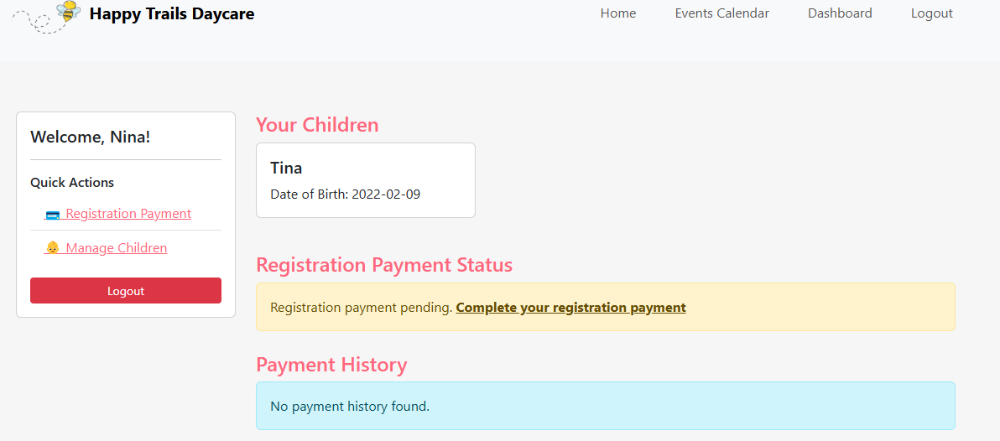 Happy Trails Daycare
Home
Events Calendar
Dashboard
Logout
Welcome, Nina!
Quick Actions
Registration Payment
Manage Children
Logout
Your Children
Tina
Date of Birth: 2022-02-09
Registration Payment Status
Registration payment pending. Complete your registration payment
Payment History
No payment history found.